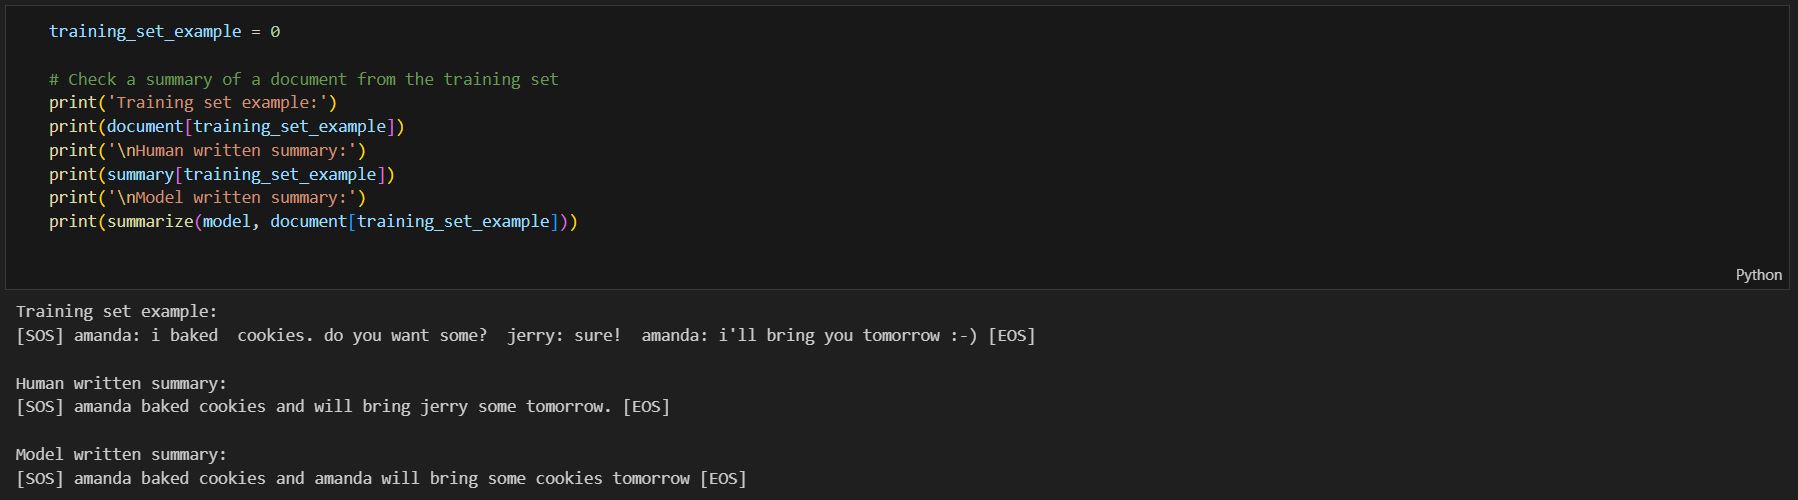 training_set_example = 0
# Check a summary of a document from the training set
print('Training set example:')
print(document[training_set_example])
print('\nHuman written summary:')
print(summary[training_set_example])
print('\nModel written summary:')
print(summarize(model, document[training_set_example]))
Python
Training set example:
[SOS] amanda: i baked  cookies. do you want some?  jerry: sure!  amanda: i'll bring you tomorrow :-) [EOS]
Human written summary:
[SOS] amanda baked cookies and will bring jerry some tomorrow. [EOS]
Model written summary:
[SOS] amanda baked cookies and amanda will bring some cookies tomorrow [EOS]